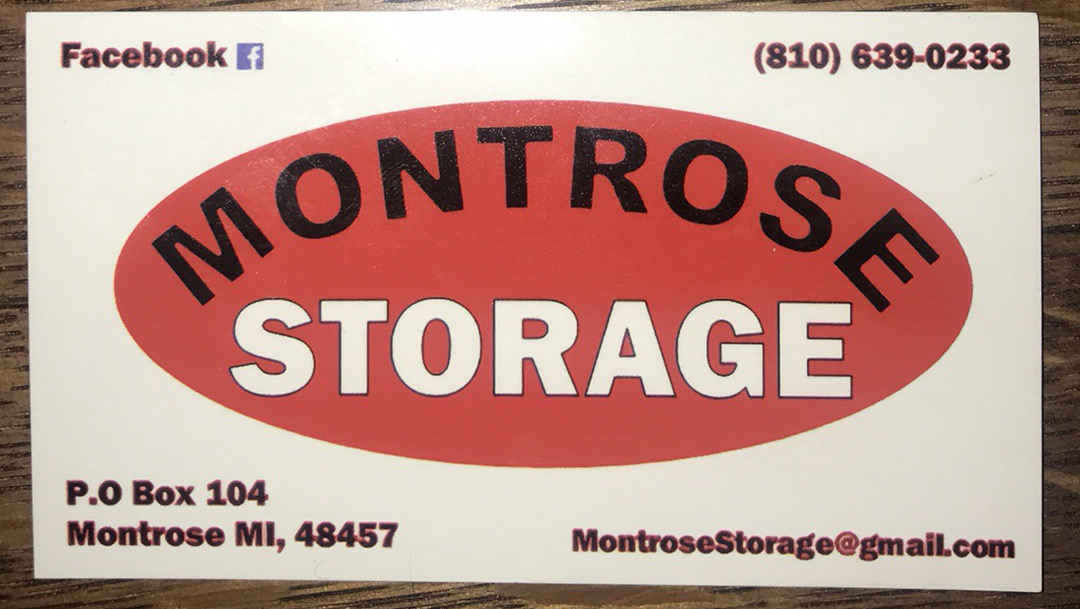 Facebook f
(810) 639-0233
MONTROSE
STORAGE
P.O Box 104
Montrose MI, 48457
MontroseStorage@gmail.com